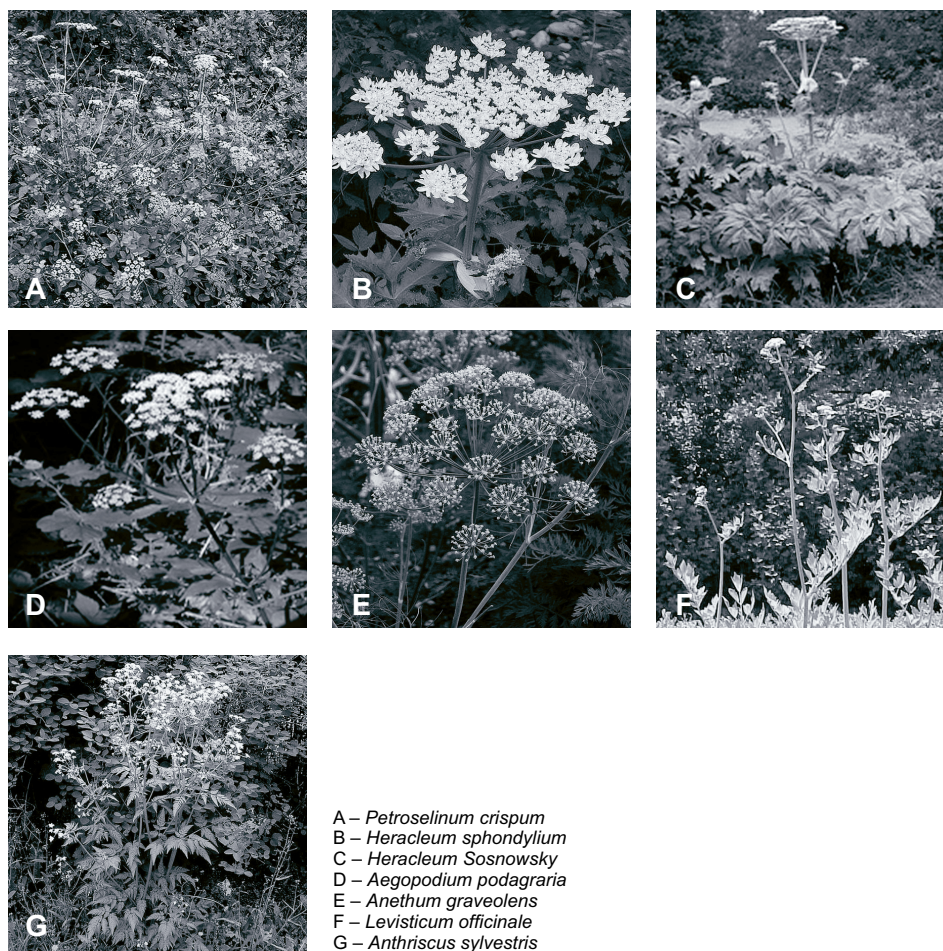 A
B
C
D
E
F
G
A – Petroselinum crispum
B – Heracleum sphondylium
C – Heracleum Sosnowsky
D – Aegopodium podagraria
E – Anethum graveolens
F – Levisticum officinale
G – Anthriscus sylvestris